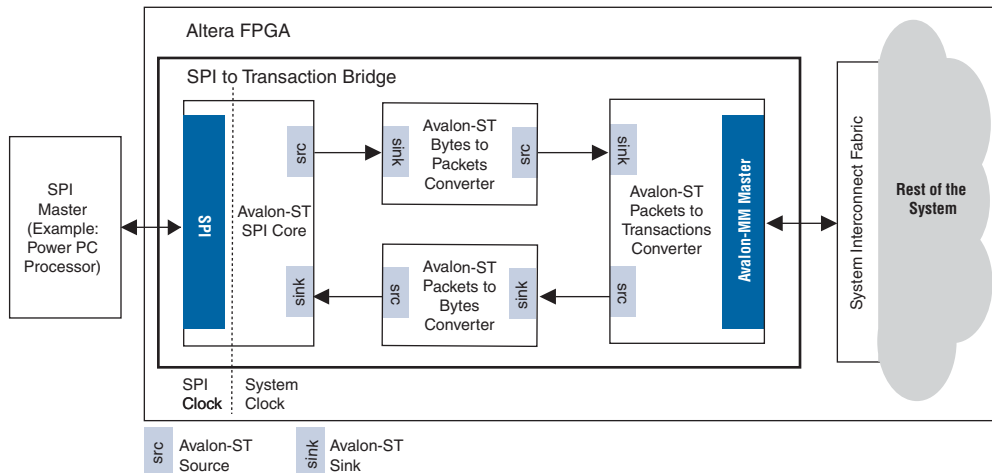 Altera FPGA
SPI to Transaction Bridge
SPI
Master
(Example:
Power PC
Processor)
SPI
Avalon-ST
SPI Core
src
sink
sink
Avalon-ST
Bytes to
Packets
Converter
src
src
Avalon-ST
Packets to
Bytes
Converter
sink
sink
src
Avalon-ST
Packets to
Transactions
Converter
Avalon-MM Master
System Interconnect Fabric
Rest of the
System
SPI
Clock
System
Clock
src
Avalon-ST
Source
sink
Avalon-ST
Sink